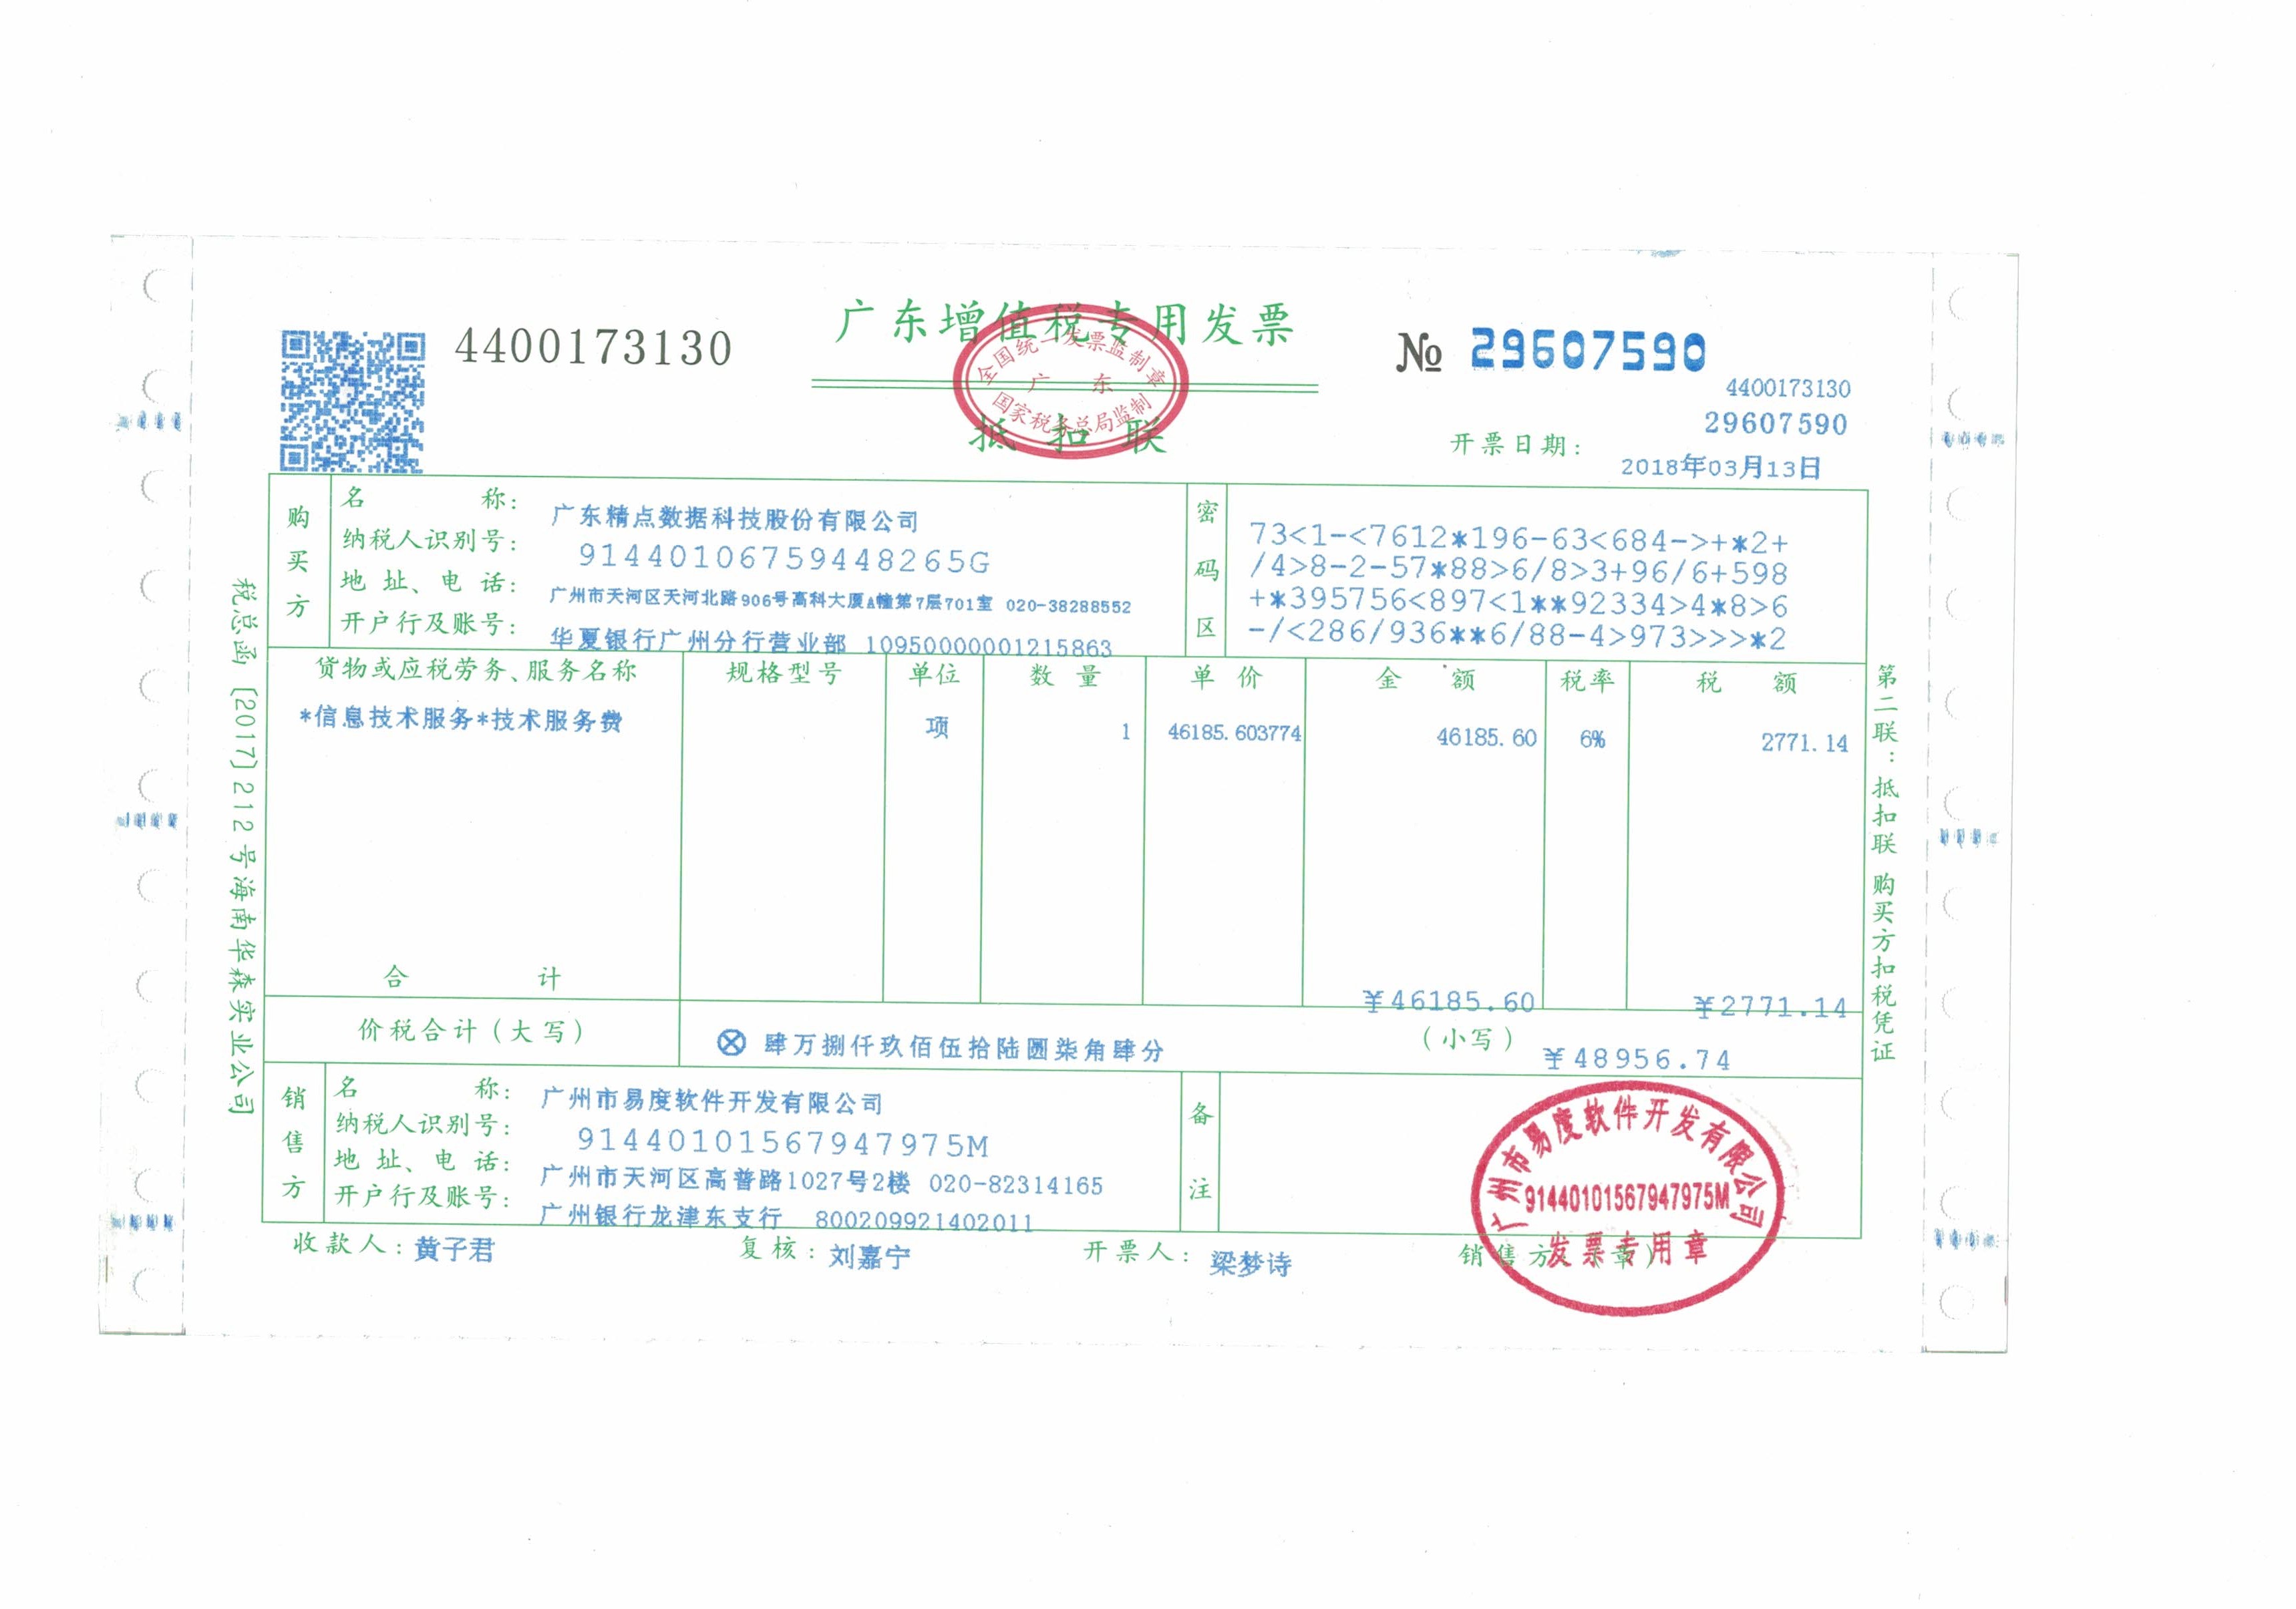 4400173130
广东增值税专用发票
全国统一发票监制章
广 东
国家税务总局监制
抵扣联
№ 29607590
4400173130
29607590
开票日期: 2018年03月13日
购买方
名 称: 广东精点数据科技股份有限公司
纳税人识别号: 91440106759448265G
地 址、电 话: 广州市天河区天河北路906号高科大厦A幢第7层701室 020-38288552
开户行及账号: 华夏银行广州分行营业部 10950000001215863
密码区
73<1-<7612*196-63<684->+*2+
/4>8-2-57*88>6/8>3+96/6+598
+*395756<897<1**92334>4*8>6
-/<286/936**6/88-4>973>>>*2
货物或应税劳务、服务名称 规格型号 单位 数 量 单 价 金 额 税率 税 额
*信息技术服务*技术服务费 项 1 46185.603774 46185.60 6% 2771.14
合 计 ¥46185.60 ¥2771.14
价税合计(大写) ⊗ 肆万捌仟玖佰伍拾陆圆柒角肆分 (小写) ¥48956.74
销售方
名 称: 广州市易度软件开发有限公司
纳税人识别号: 91440101567947975M
地 址、电 话: 广州市天河区高普路1027号2楼 020-82314165
开户行及账号: 广州银行龙津东支行 800209921402011
备注
广州市易度软件开发有限公司
91440101567947975M
发票专用章
收款人: 黄子君 复核: 刘嘉宁 开票人: 梁梦诗 销售方:(章)
税总函〔2017〕212号海南华森实业公司
第二联:抵扣联 购买方扣税凭证